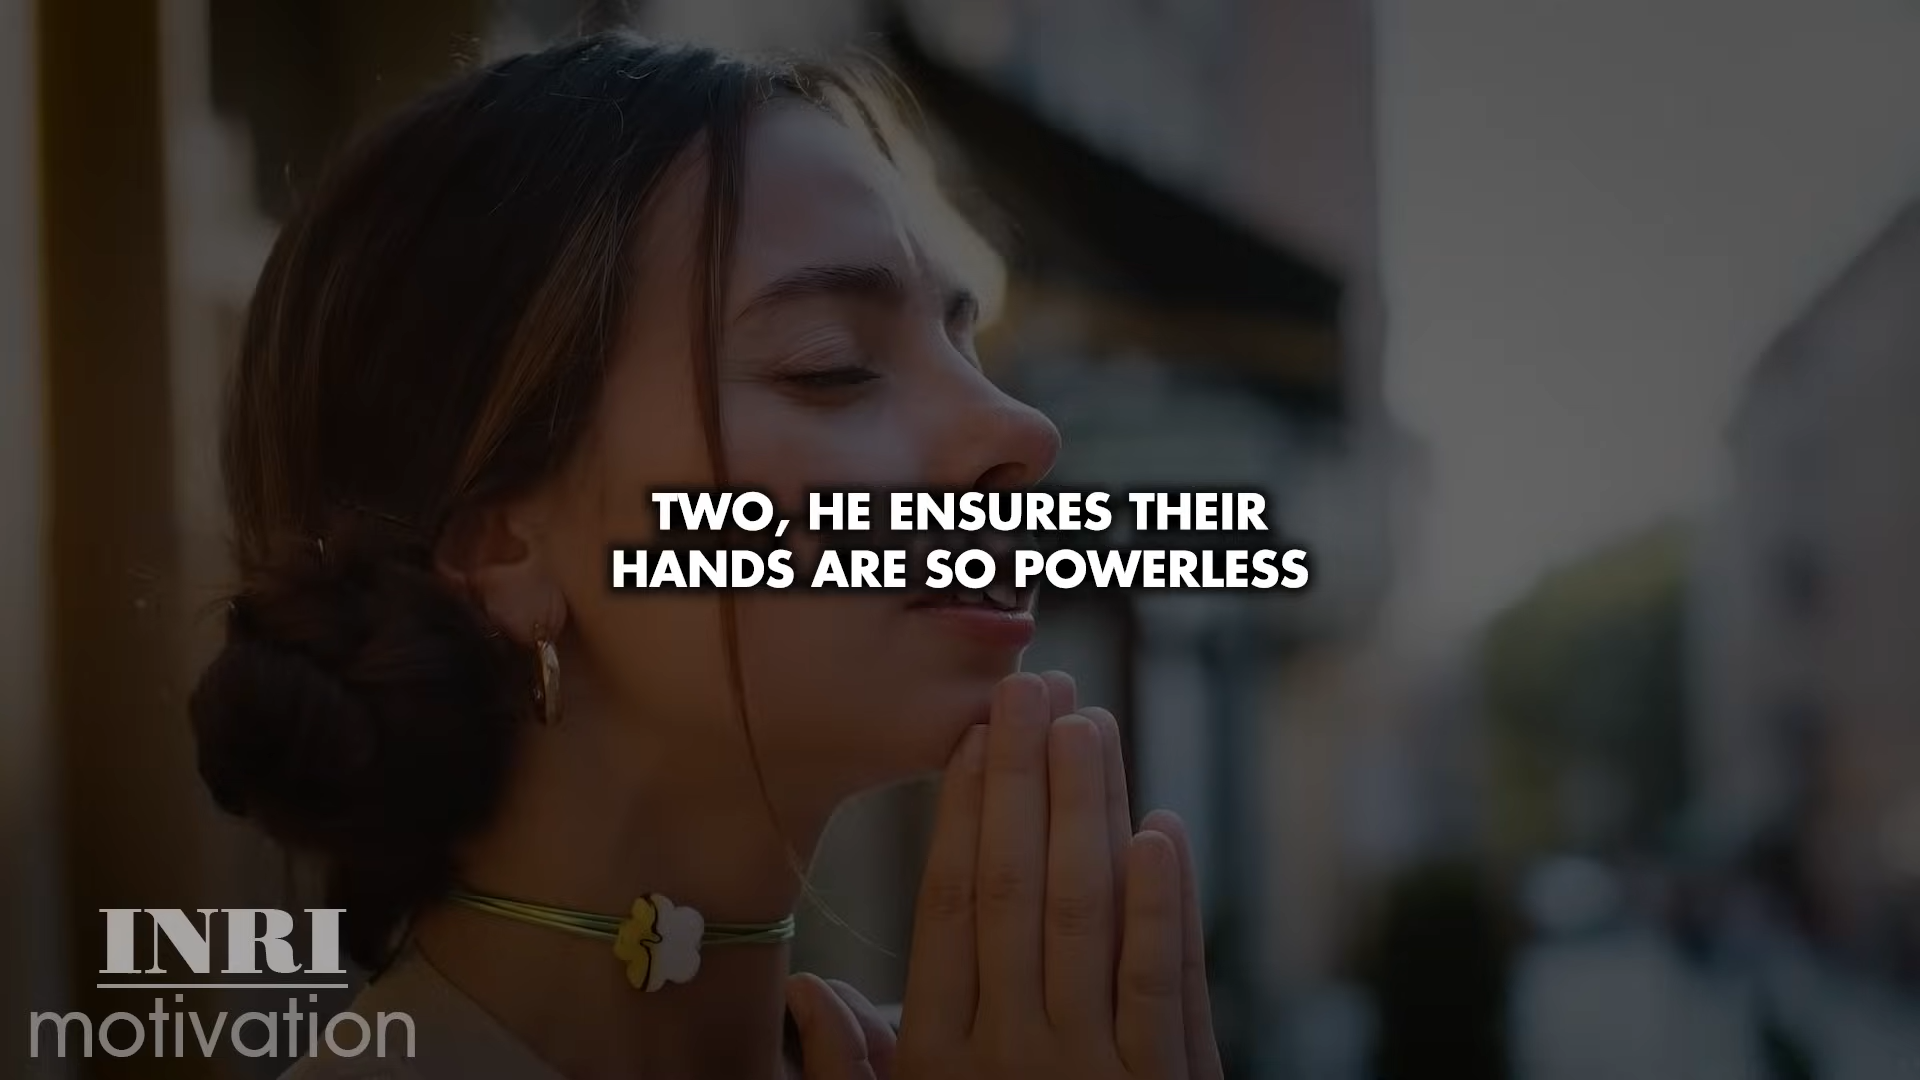 TWO, HE ENSURES THEIR
HANDS ARE SO POWERLESS
INRI
motivation